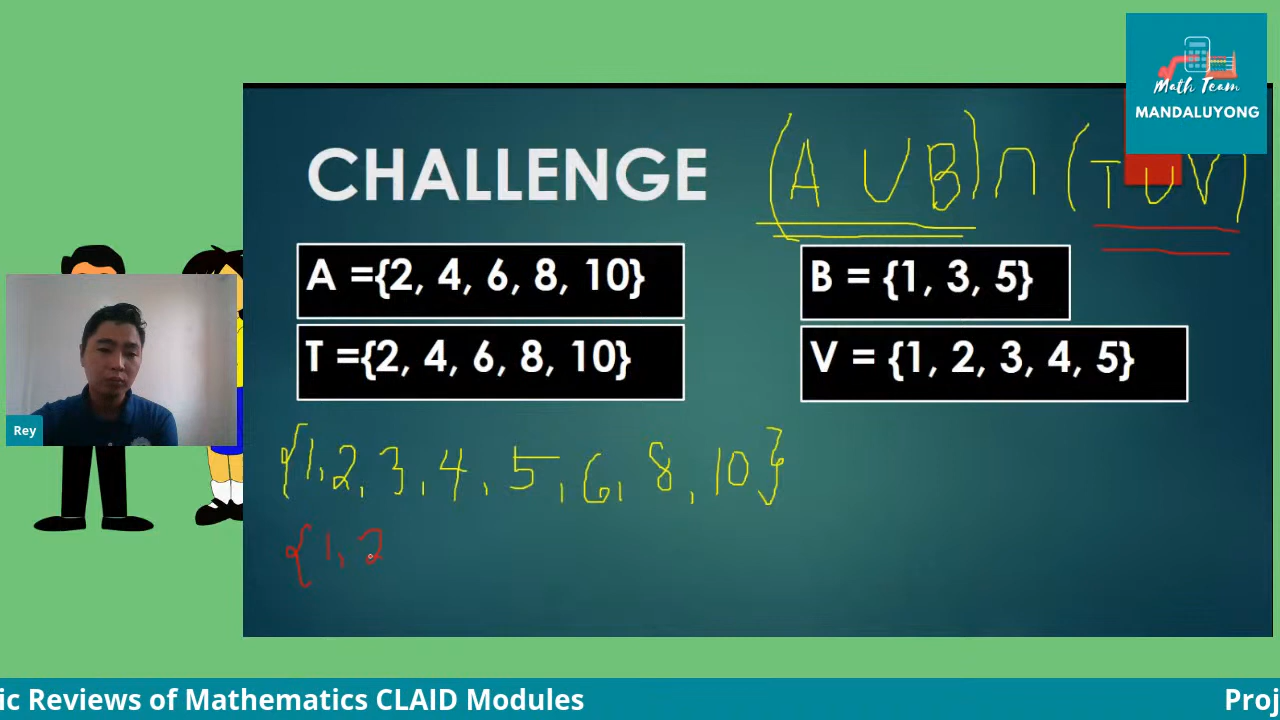 Math Team
MANDALUYONG
CHALLENGE
(A ∪ B) ∩ (T ∪ V)
A ={2, 4, 6, 8, 10}
B = {1, 3, 5}
T ={2, 4, 6, 8, 10}
V = {1, 2, 3, 4, 5}
Rey
{1, 2, 3, 4, 5, 6, 8, 10}
{1, 2
ic Reviews of Mathematics CLAID Modules
Proj